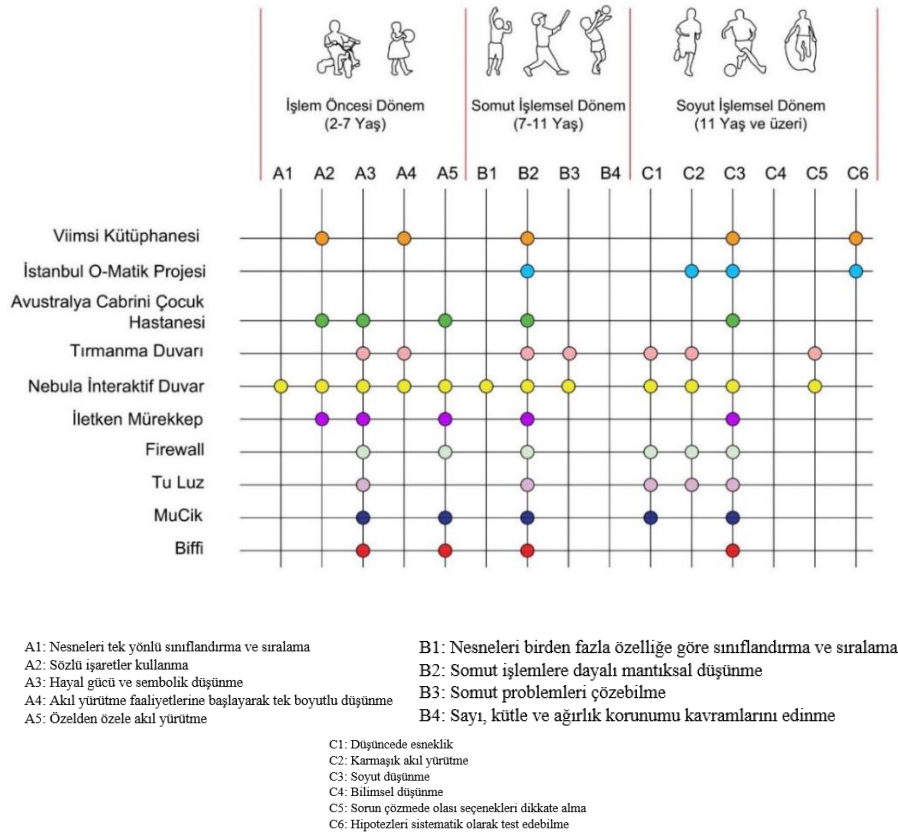 İşlem Öncesi Dönem
(2-7 Yaş)
Somut İşlemsel Dönem
(7-11 Yaş)
Soyut İşlemsel Dönem
(11 Yaş ve üzeri)
A1 A2 A3 A4 A5 B1 B2 B3 B4 C1 C2 C3 C4 C5 C6
Viimsi Kütüphanesi
İstanbul O-Matik Projesi
Avustralya Cabrini Çocuk
Hastanesi
Tırmanma Duvarı
Nebula İnteraktif Duvar
İletken Mürekkep
Firewall
Tu Luz
MuCik
Biffi
A1: Nesneleri tek yönlü sınıflandırma ve sıralama
A2: Sözlü işaretler kullanma
A3: Hayal gücü ve sembolik düşünme
A4: Akıl yürütme faaliyetlerine başlayarak tek boyutlu düşünme
A5: Özelden özele akıl yürütme
B1: Nesneleri birden fazla özelliğe göre sınıflandırma ve sıralama
B2: Somut işlemlere dayalı mantıksal düşünme
B3: Somut problemleri çözebilme
B4: Sayı, kütle ve ağırlık korunumu kavramlarını edinme
C1: Düşüncede esneklik
C2: Karmaşık akıl yürütme
C3: Soyut düşünme
C4: Bilimsel düşünme
C5: Sorun çözmede olası seçenekleri dikkate alma
C6: Hipotezleri sistematik olarak test edebilme